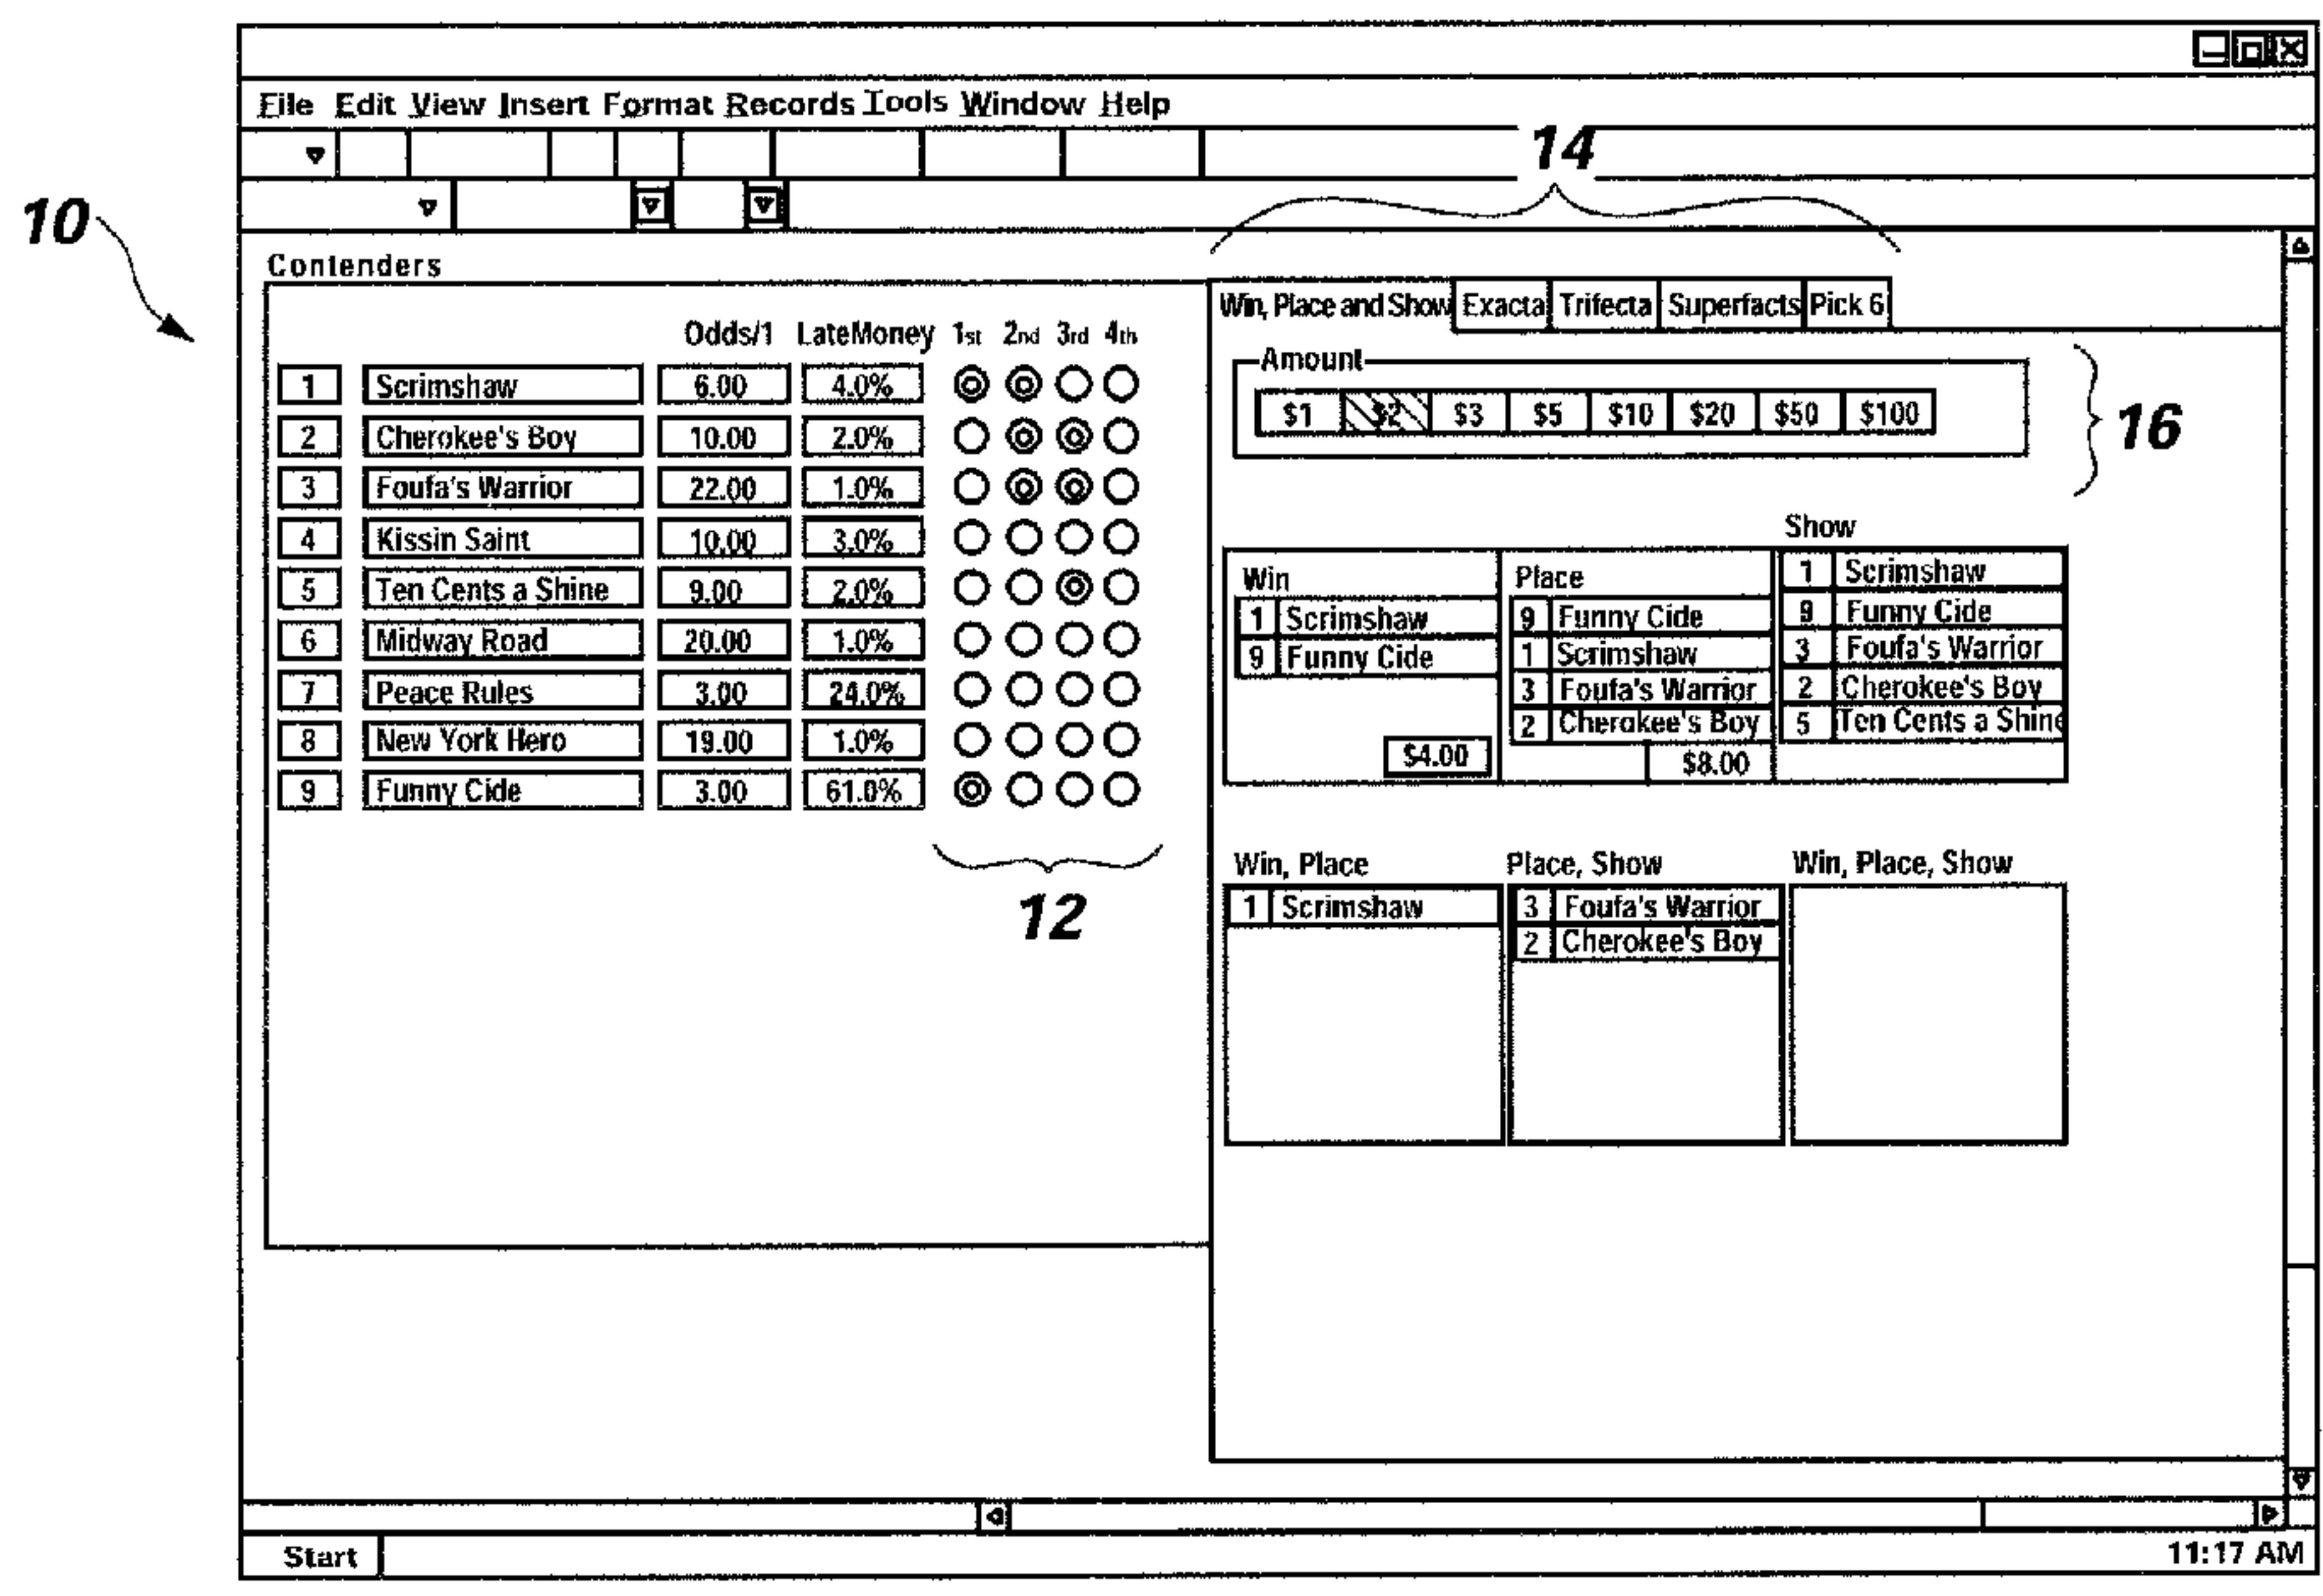 File Edit View Insert Format Records Tools Window Help
14
10
Contenders
Win, Place and Show Exacta Trifecta Superfacts Pick 6
Odds/1 LateMoney 1st 2nd 3rd 4th
1 Scrimshaw 6.00 4.0%
2 Cherokee's Boy 10.00 2.0%
3 Foufa's Warrior 22.00 1.0%
4 Kissin Saint 10.00 3.0%
5 Ten Cents a Shine 9.00 2.0%
6 Midway Road 20.00 1.0%
7 Peace Rules 3.00 24.0%
8 New York Hero 19.00 1.0%
9 Funny Cide 3.00 61.0%
12
Amount
$1 $2 $3 $5 $10 $20 $50 $100
16
Win
1 Scrimshaw
9 Funny Cide
$4.00
Place
9 Funny Cide
1 Scrimshaw
3 Foufa's Warrior
2 Cherokee's Boy
$8.00
Show
1 Scrimshaw
9 Funny Cide
3 Foufa's Warrior
2 Cherokee's Boy
5 Ten Cents a Shine
Win, Place
1 Scrimshaw
Place, Show
3 Foufa's Warrior
2 Cherokee's Boy
Win, Place, Show
Start
11:17 AM